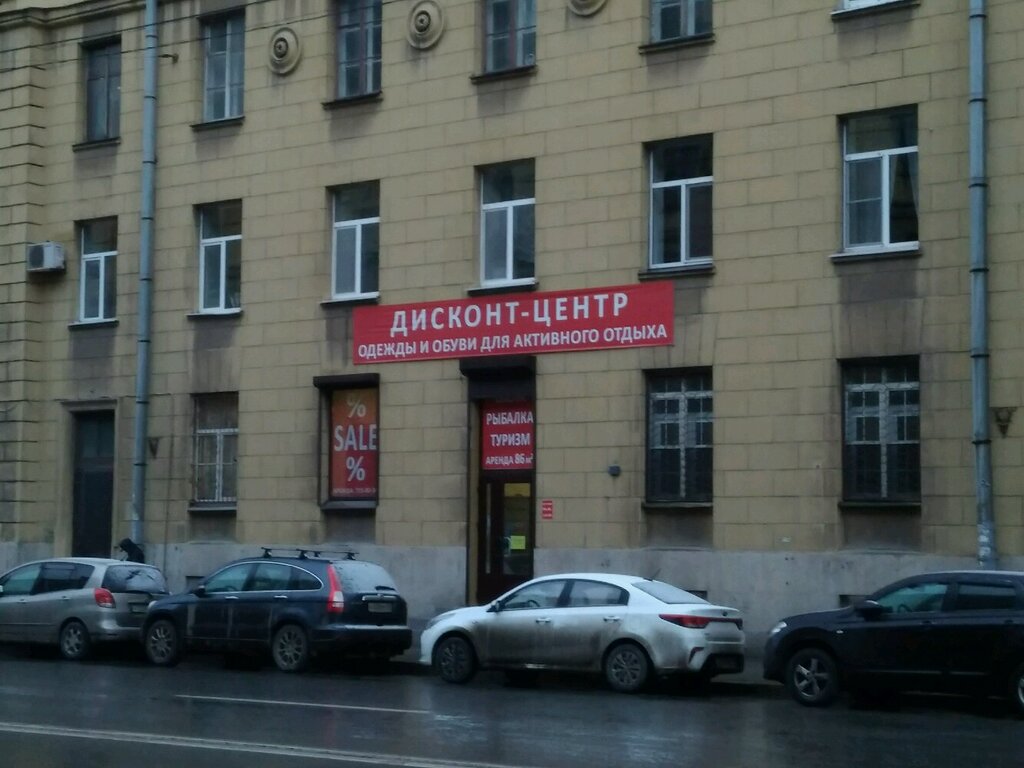 ДИСКОНТ-ЦЕНТР
ОДЕЖДЫ И ОБУВИ ДЛЯ АКТИВНОГО ОТДЫХА
%
SALE
%
РЫБАЛКА
ТУРИЗМ
АРЕНДА 86 м²